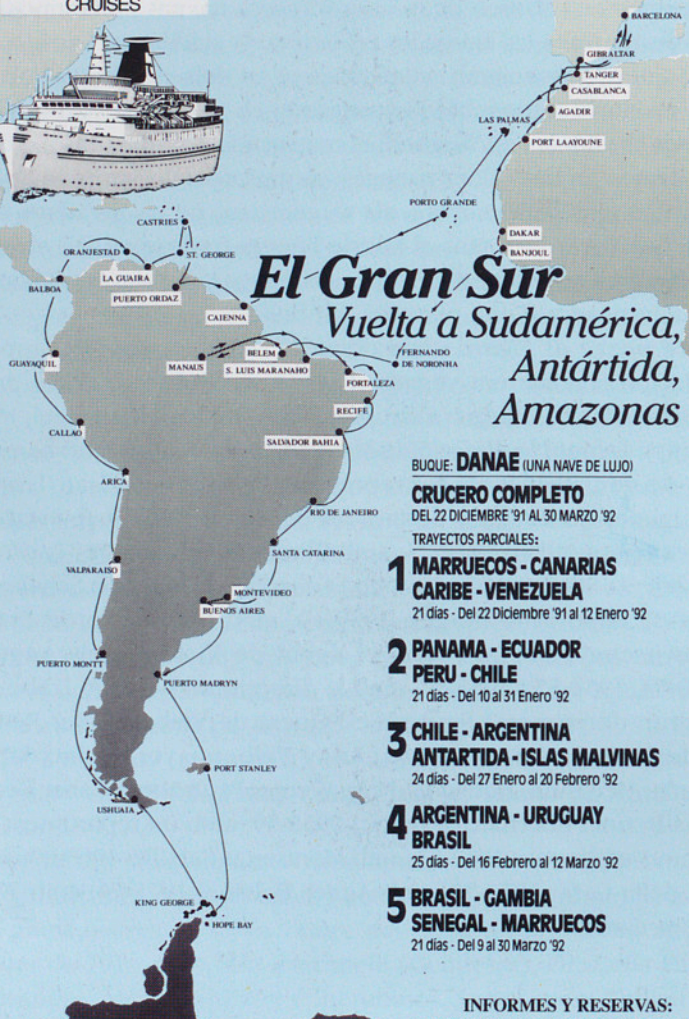 CRUISES
BARCELONA
GIBRALTAR
TANGER
CASABLANCA
AGADIR
LAS PALMAS
PORT LAAYOUNE
PORTO GRANDE
DAKAR
BANJOUL
CASTRIES
ORANJESTAD
ST. GEORGE
LA GUAIRA
BALBOA
PUERTO ORDAZ
CAIENNA
El Gran Sur
Vuelta a Sudamérica,
Antártida,
Amazonas
GUAYAQUIL
MANAUS
BELEM
S. LUIS MARANAHO
FERNANDO
DE NORONHA
FORTALEZA
RECIFE
CALLAO
SALVADOR BAHIA
ARICA
RIO DE JANEIRO
SANTA CATARINA
VALPARAISO
MONTEVIDEO
BUENOS AIRES
PUERTO MONTT
PUERTO MADRYN
PORT STANLEY
USHUAIA
KING GEORGE
HOPE BAY
BUQUE: DANAE (UNA NAVE DE LUJO)
CRUCERO COMPLETO
DEL 22 DICIEMBRE '91 AL 30 MARZO '92
TRAYECTOS PARCIALES:
1 MARRUECOS - CANARIAS
CARIBE - VENEZUELA
21 días - Del 22 Diciembre '91 al 12 Enero '92
2 PANAMA - ECUADOR
PERU - CHILE
21 días - Del 10 al 31 Enero '92
3 CHILE - ARGENTINA
ANTARTIDA - ISLAS MALVINAS
24 días - Del 27 Enero al 20 Febrero '92
4 ARGENTINA - URUGUAY
BRASIL
25 días - Del 16 Febrero al 12 Marzo '92
5 BRASIL - GAMBIA
SENEGAL - MARRUECOS
21 días - Del 9 al 30 Marzo '92
INFORMES Y RESERVAS: